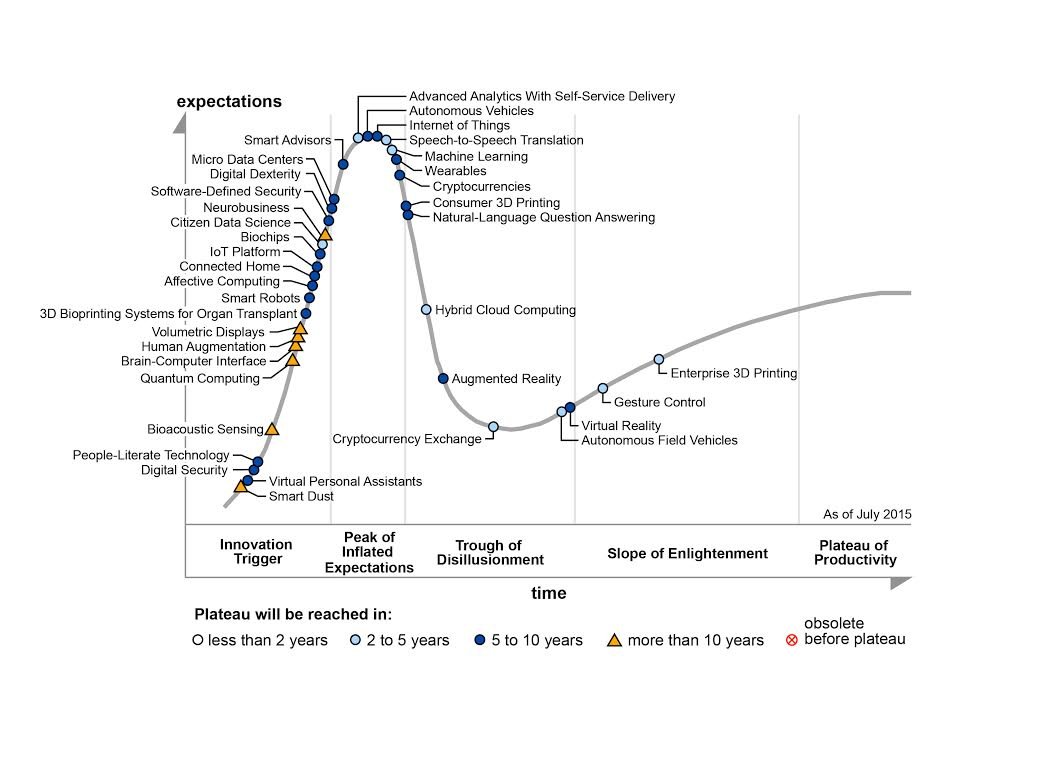 expectations
Advanced Analytics With Self-Service Delivery
Autonomous Vehicles
Internet of Things
Smart Advisors
Speech-to-Speech Translation
Micro Data Centers
Machine Learning
Digital Dexterity
Wearables
Software-Defined Security
Cryptocurrencies
Neurobusiness
Consumer 3D Printing
Citizen Data Science
Natural-Language Question Answering
Biochips
IoT Platform
Connected Home
Affective Computing
Smart Robots
3D Bioprinting Systems for Organ Transplant
Hybrid Cloud Computing
Volumetric Displays
Human Augmentation
Brain-Computer Interface
Quantum Computing
Augmented Reality
Enterprise 3D Printing
Gesture Control
Bioacoustic Sensing
Virtual Reality
Cryptocurrency Exchange
Autonomous Field Vehicles
People-Literate Technology
Digital Security
Virtual Personal Assistants
Smart Dust
As of July 2015
Innovation
Trigger
Peak of
Inflated
Expectations
Trough of
Disillusionment
Slope of Enlightenment
Plateau of
Productivity
time
Plateau will be reached in:
less than 2 years
2 to 5 years
5 to 10 years
more than 10 years
obsolete
before plateau